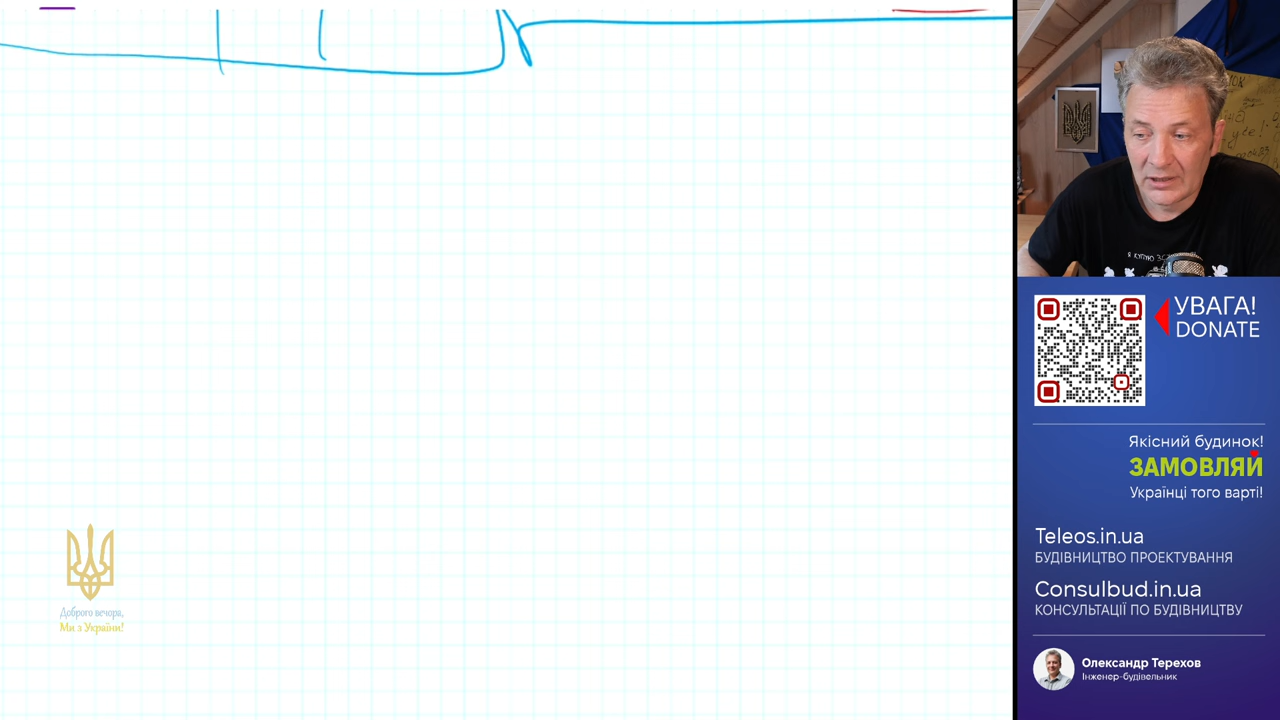 Я КУПУЮ
УВАГА!
DONATE
Якісний будинок!
ЗАМОВЛЯЙ
Українці того варті!
Teleos.in.ua
БУДІВНИЦТВО ПРОЕКТУВАННЯ
Consulbud.in.ua
КОНСУЛЬТАЦІЇ ПО БУДІВНИЦТВУ
Олександр Терехов
Інженер-будівельник
Доброго вечора,
Ми з України!